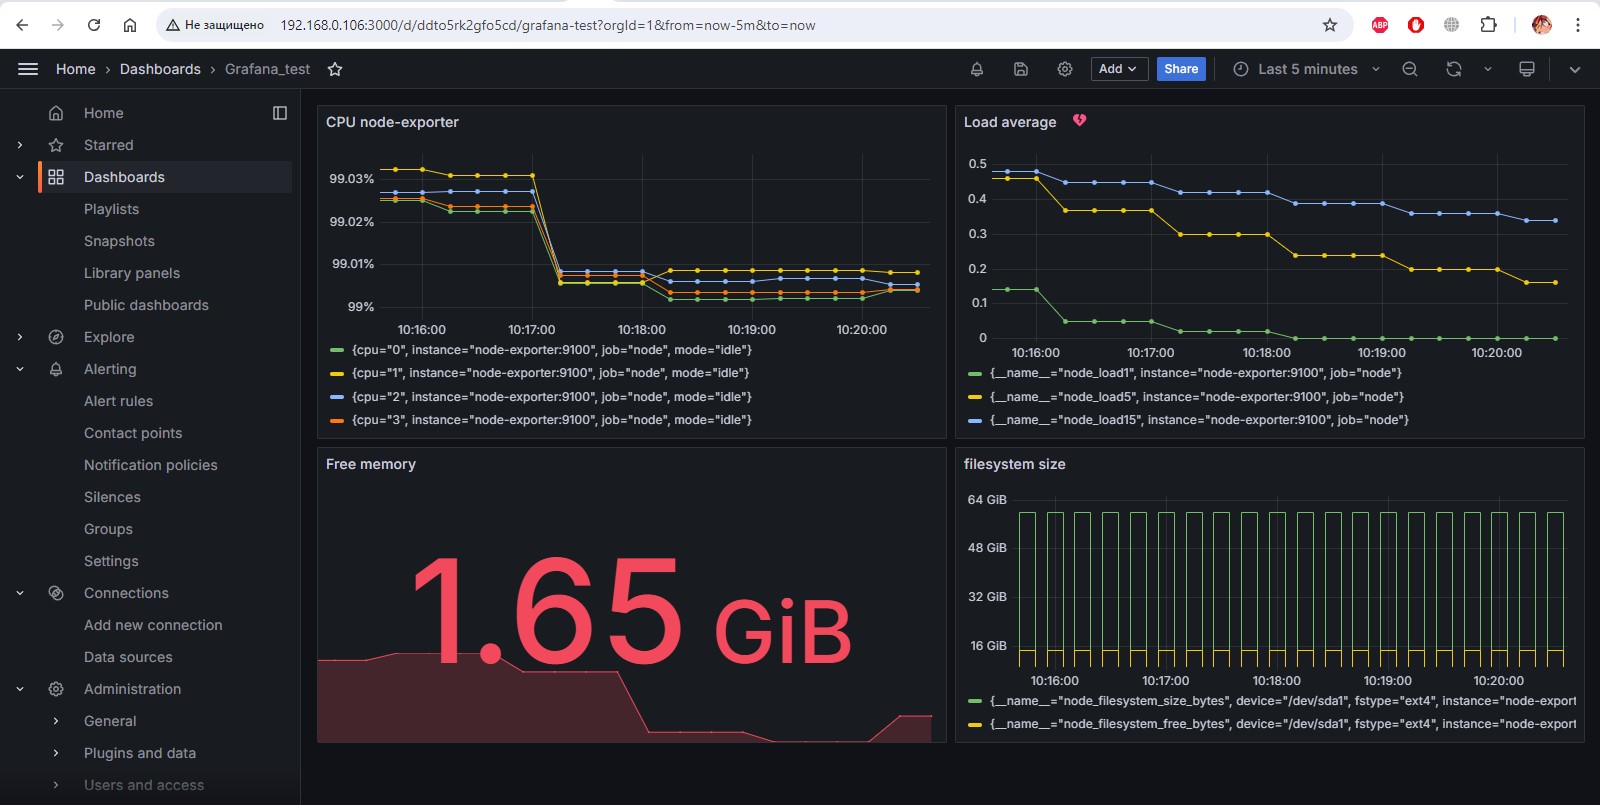 Не защищено 192.168.0.106:3000/d/ddto5rk2gfo5cd/grafana-test?orgId=1&from=now-5m&to=now
ABP
Home › Dashboards › Grafana_test
Add
Share
Last 5 minutes
Home
Starred
Dashboards
Playlists
Snapshots
Library panels
Public dashboards
Explore
Alerting
Alert rules
Contact points
Notification policies
Silences
Groups
Settings
Connections
Add new connection
Data sources
Administration
General
Plugins and data
Users and access
CPU node-exporter
99.03%
99.02%
99.01%
99%
10:16:00 10:17:00 10:18:00 10:19:00 10:20:00
{cpu="0", instance="node-exporter:9100", job="node", mode="idle"}
{cpu="1", instance="node-exporter:9100", job="node", mode="idle"}
{cpu="2", instance="node-exporter:9100", job="node", mode="idle"}
{cpu="3", instance="node-exporter:9100", job="node", mode="idle"}
Load average
0.5
0.4
0.3
0.2
0.1
0
10:16:00 10:17:00 10:18:00 10:19:00 10:20:00
{__name__="node_load1", instance="node-exporter:9100", job="node"}
{__name__="node_load5", instance="node-exporter:9100", job="node"}
{__name__="node_load15", instance="node-exporter:9100", job="node"}
Free memory
1.65 GiB
filesystem size
64 GiB
48 GiB
32 GiB
16 GiB
10:16:00 10:17:00 10:18:00 10:19:00 10:20:00
{__name__="node_filesystem_size_bytes", device="/dev/sda1", fstype="ext4", instance="node-export
{__name__="node_filesystem_free_bytes", device="/dev/sda1", fstype="ext4", instance="node-export